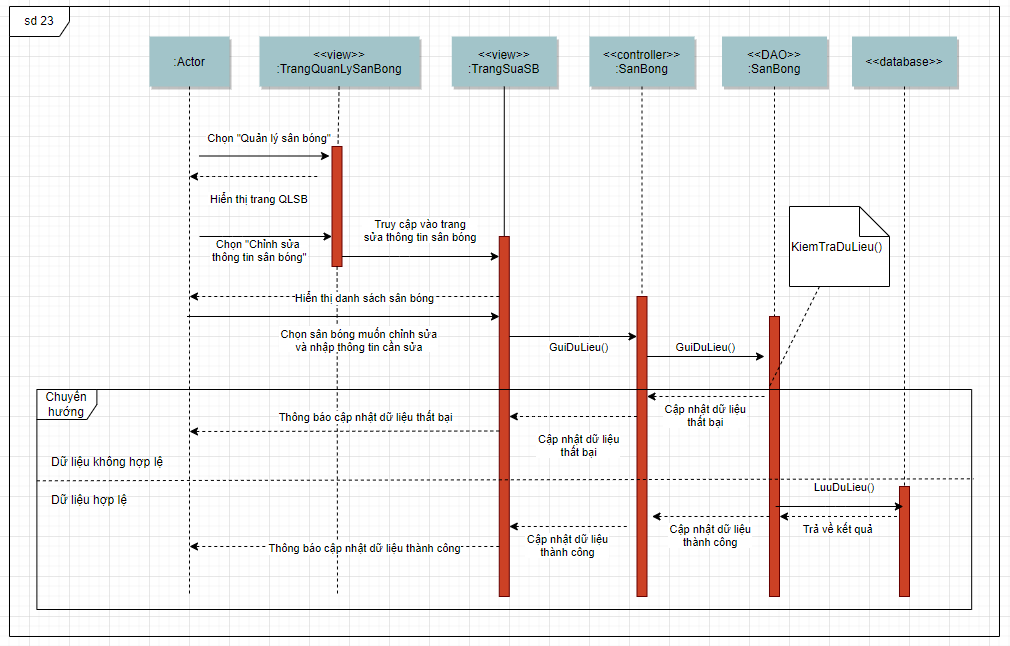 sd 23
:Actor
<<view>>
:TrangQuanLySanBong
<<view>>
:TrangSuaSB
<<controller>>
:SanBong
<<DAO>>
:SanBong
<<database>>
Chọn "Quản lý sân bóng"
Hiển thị trang QLSB
Chọn "Chỉnh sửa
thông tin sân bóng"
Truy cập vào trang
sửa thông tin sân bóng
KiemTraDuLieu()
Hiển thị danh sách sân bóng
Chọn sân bóng muốn chỉnh sửa
và nhập thông tin cần sửa
GuiDuLieu()
GuiDuLieu()
Chuyển
hướng
Cập nhật dữ liệu
thất bại
Thông báo cập nhật dữ liệu thất bại
Cập nhật dữ liệu
thất bại
Dữ liệu không hợp lệ
Dữ liệu hợp lệ
LuuDuLieu()
Trả về kết quả
Cập nhật dữ liệu
thành công
Cập nhật dữ liệu
thành công
Thông báo cập nhật dữ liệu thành công